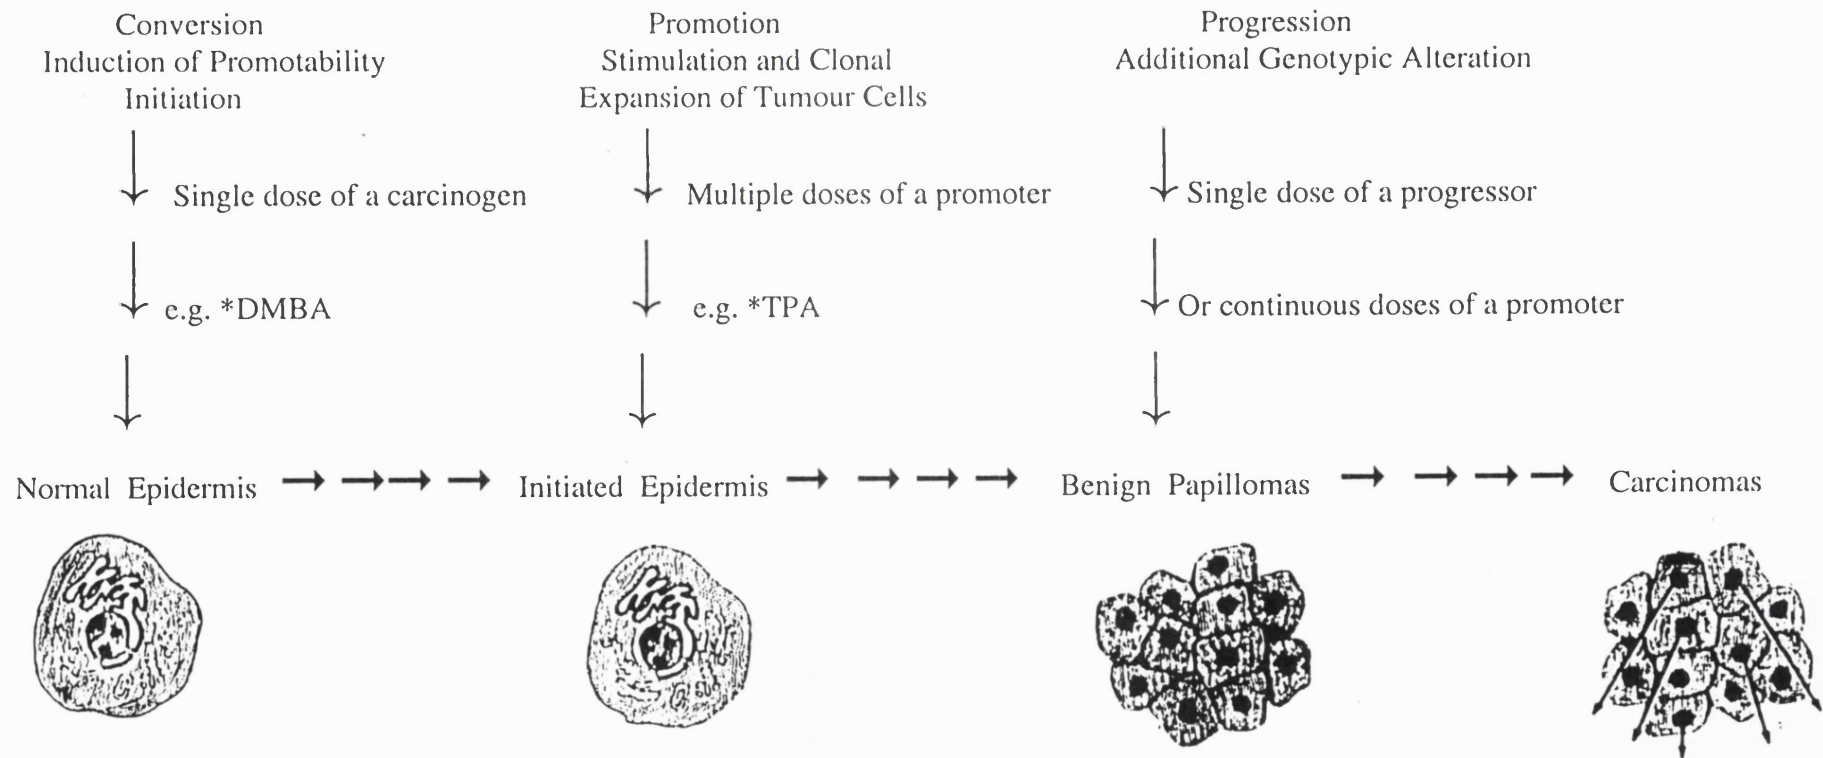 Conversion
Induction of Promotability
Initiation
Single dose of a carcinogen
e.g. *DMBA
Promotion
Stimulation and Clonal
Expansion of Tumour Cells
Multiple doses of a promoter
e.g. *TPA
Progression
Additional Genotypic Alteration
Single dose of a progressor
Or continuous doses of a promoter
Normal Epidermis
Initiated Epidermis
Benign Papillomas
Carcinomas